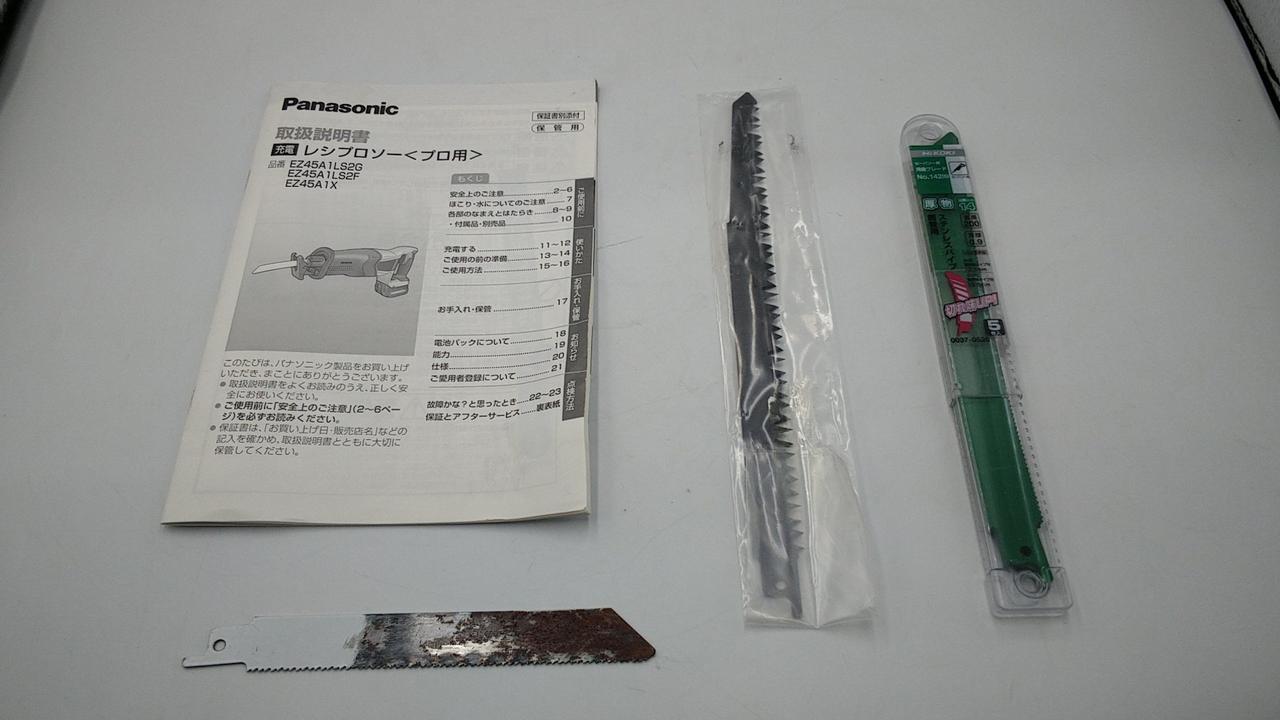 Panasonic
保証書別添付
保管用
取扱説明書
充電 レシプロソー<プロ用>
品番 EZ45A1LS2G
EZ45A1LS2F
EZ45A1X
もくじ
安全上のご注意 2~6
ほこり・水についてのご注意 7
各部のなまえとはたらき 8~9
・付属品・別売品 10
ご使用前に
充電する 11~12
ご使用の前の準備 13~14
ご使用方法 15~16
使いかた
お手入れ・保管 17
お手入れ・保管
電池パックについて 18
能力 19
仕様 20
ご愛用者登録について 21
お知らせ
故障かな?と思ったとき 22~23
保証とアフターサービス 裏表紙
点検方法
このたびは、パナソニック製品をお買い上げ
いただき、まことにありがとうございます。
● 取扱説明書をよくお読みのうえ、正しく安
全にお使いください。
● ご使用前に「安全上のご注意」(2~6ペー
ジ)を必ずお読みください。
● 保証書は、「お買い上げ日・販売店名」などの
記入を確かめ、取扱説明書とともに大切に
保管してください。
HiKOKI
湾曲ブレード
厚物
14
ステンレスパイプ
200
0.9
5